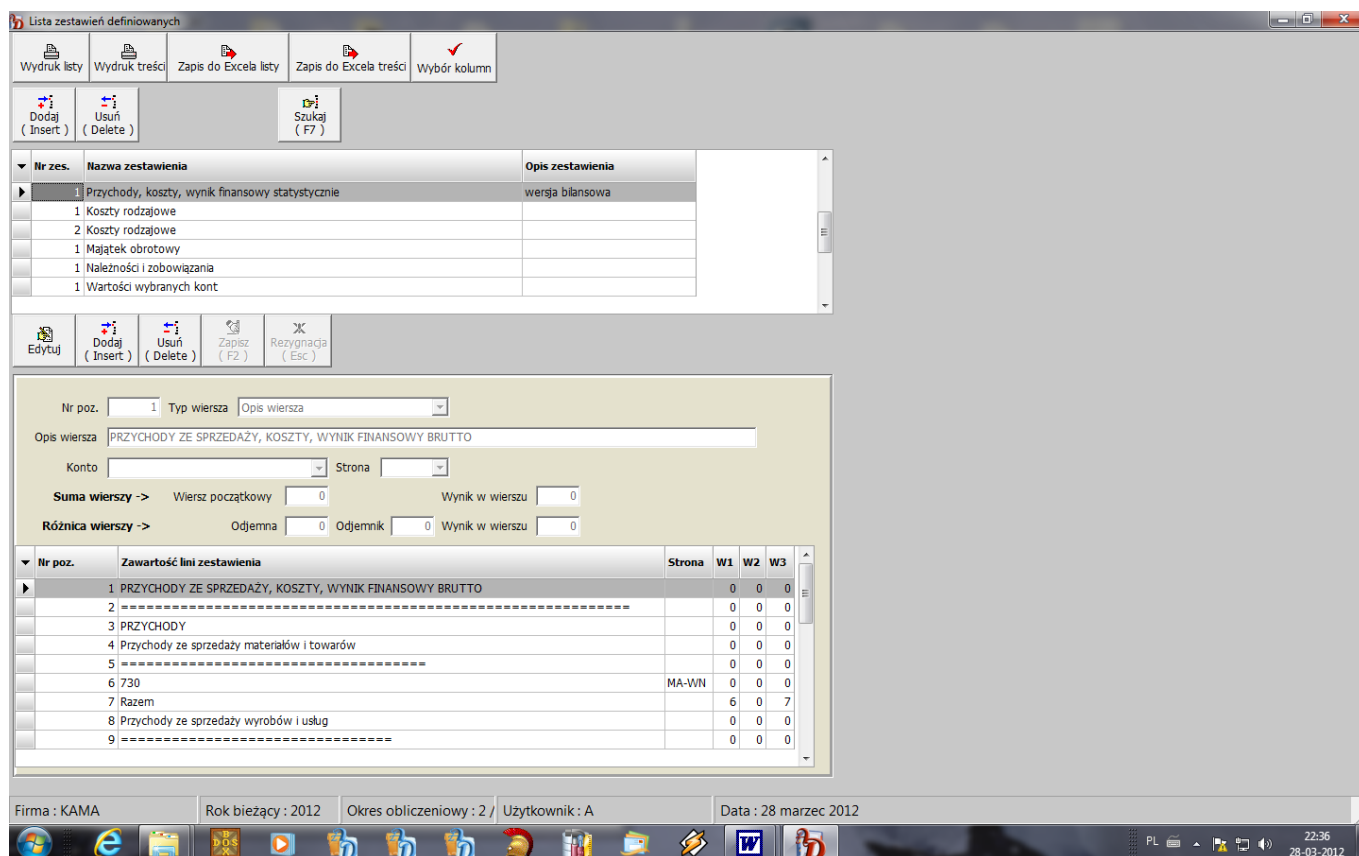 Lista zestawień definiowanych
Wydruk listy Wydruk treści Zapis do Excela listy Zapis do Excela treści Wybór kolumn
Dodaj ( Insert ) Usuń ( Delete ) Szukaj ( F7 )
Nr zes. Nazwa zestawienia Opis zestawienia
1 Przychody, koszty, wynik finansowy statystycznie wersja bilansowa
1 Koszty rodzajowe
2 Koszty rodzajowe
1 Majątek obrotowy
1 Należności i zobowiązania
1 Wartości wybranych kont
Edytuj Dodaj ( Insert ) Usuń ( Delete ) Zapisz ( F2 ) Rezygnacja ( Esc )
Nr poz. 1 Typ wiersza Opis wiersza
Opis wiersza PRZYCHODY ZE SPRZEDAŻY, KOSZTY, WYNIK FINANSOWY BRUTTO
Konto Strona
Suma wierszy -> Wiersz początkowy 0 Wynik w wierszu 0
Różnica wierszy -> Odjemna 0 Odjemnik 0 Wynik w wierszu 0
Nr poz. Zawartość lini zestawienia Strona W1 W2 W3
1 PRZYCHODY ZE SPRZEDAŻY, KOSZTY, WYNIK FINANSOWY BRUTTO 0 0 0
2 ============================================================ 0 0 0
3 PRZYCHODY 0 0 0
4 Przychody ze sprzedaży materiałów i towarów 0 0 0
5 ==================================== 0 0 0
6 730 MA-WN 0 0 0
7 Razem 6 0 7
8 Przychody ze sprzedaży wyrobów i usług 0 0 0
9 ================================ 0 0 0
Firma : KAMA Rok bieżący : 2012 Okres obliczeniowy : 2 / Użytkownik : A Data : 28 marzec 2012
DOS BOX W PL 22:36
28-03-2012